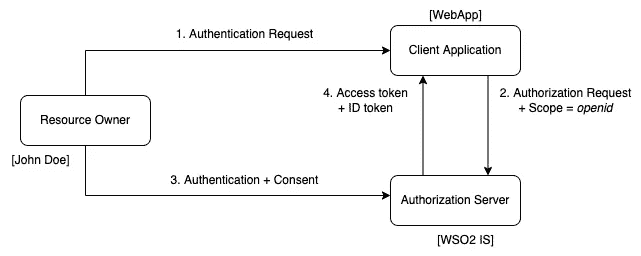 [WebApp]
1. Authentication Request
Client Application
4. Access token
+ ID token
2. Authorization Request
+ Scope = openid
Resource Owner
[John Doe]
3. Authentication + Consent
Authorization Server
[WSO2 IS]